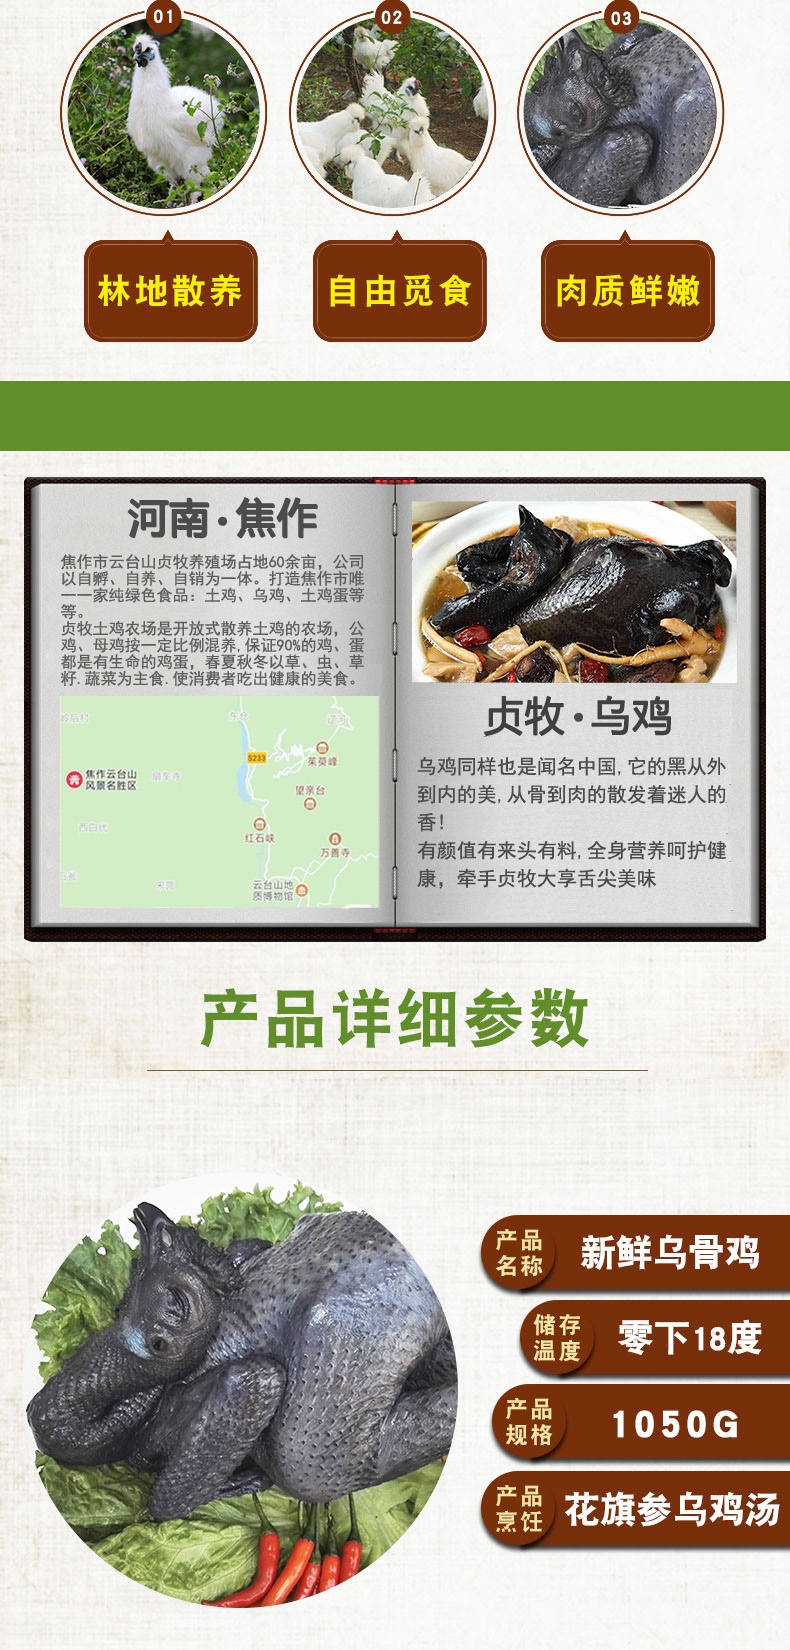 01
02
03
林地散养
自由觅食
肉质鲜嫩
河南·焦作
焦作市云台山贞牧养殖场占地60余亩，公司
以自孵、自养、自销为一体。打造焦作市唯
一一家纯绿色食品：土鸡、乌鸡、土鸡蛋等
等。
贞牧土鸡农场是开放式散养土鸡的农场，公
鸡、母鸡按一定比例混养,保证90%的鸡、蛋
都是有生命的鸡蛋，春夏秋冬以草、虫、草
籽.蔬菜为主食.使消费者吃出健康的美食。
东台
辽河
S233
茱萸峰
焦作云台山
风景名胜区
望亲台
西白代
红石峡
万善寺
云台山地
质博物馆
贞牧·乌鸡
乌鸡同样也是闻名中国,它的黑从外
到内的美,从骨到肉的散发着迷人的
香！
有颜值有来头有料,全身营养呵护健
康，牵手贞牧大享舌尖美味
产品详细参数
产品
名称
新鲜乌骨鸡
储存
温度
零下18度
产品
规格
1050G
产品
烹饪
花旗参乌鸡汤